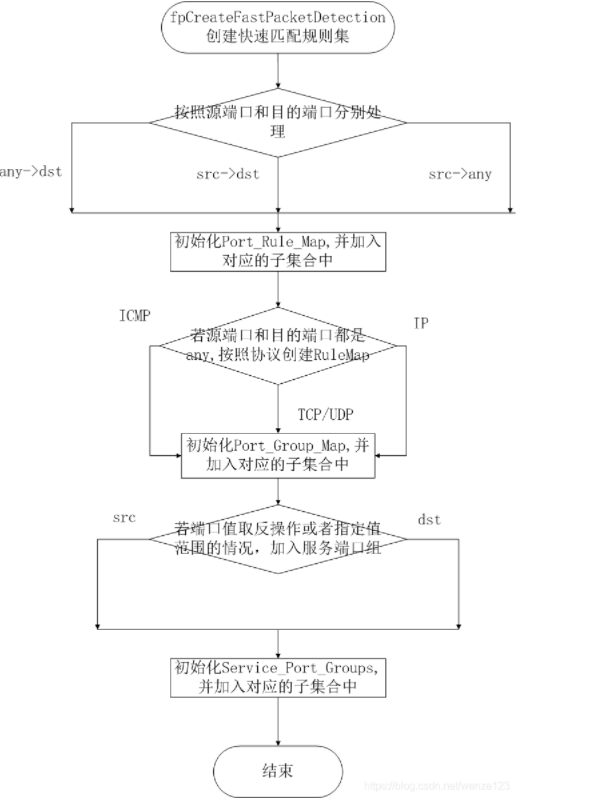 fpCreateFastPacketDetection
创建快速匹配规则集
按照源端口和目的端口分别处
理
any->dst
src->dst
src->any
初始化Port_Rule_Map,并加入
对应的子集合中
ICMP
IP
若源端口和目的端口都是
any,按照协议创建RuleMap
TCP/UDP
初始化Port_Group_Map,并
加入对应的子集合中
src
dst
若端口值取反操作或者指定值
范围的情况，加入服务端口组
初始化Service_Port_Groups,
并加入对应的子集合中
结束